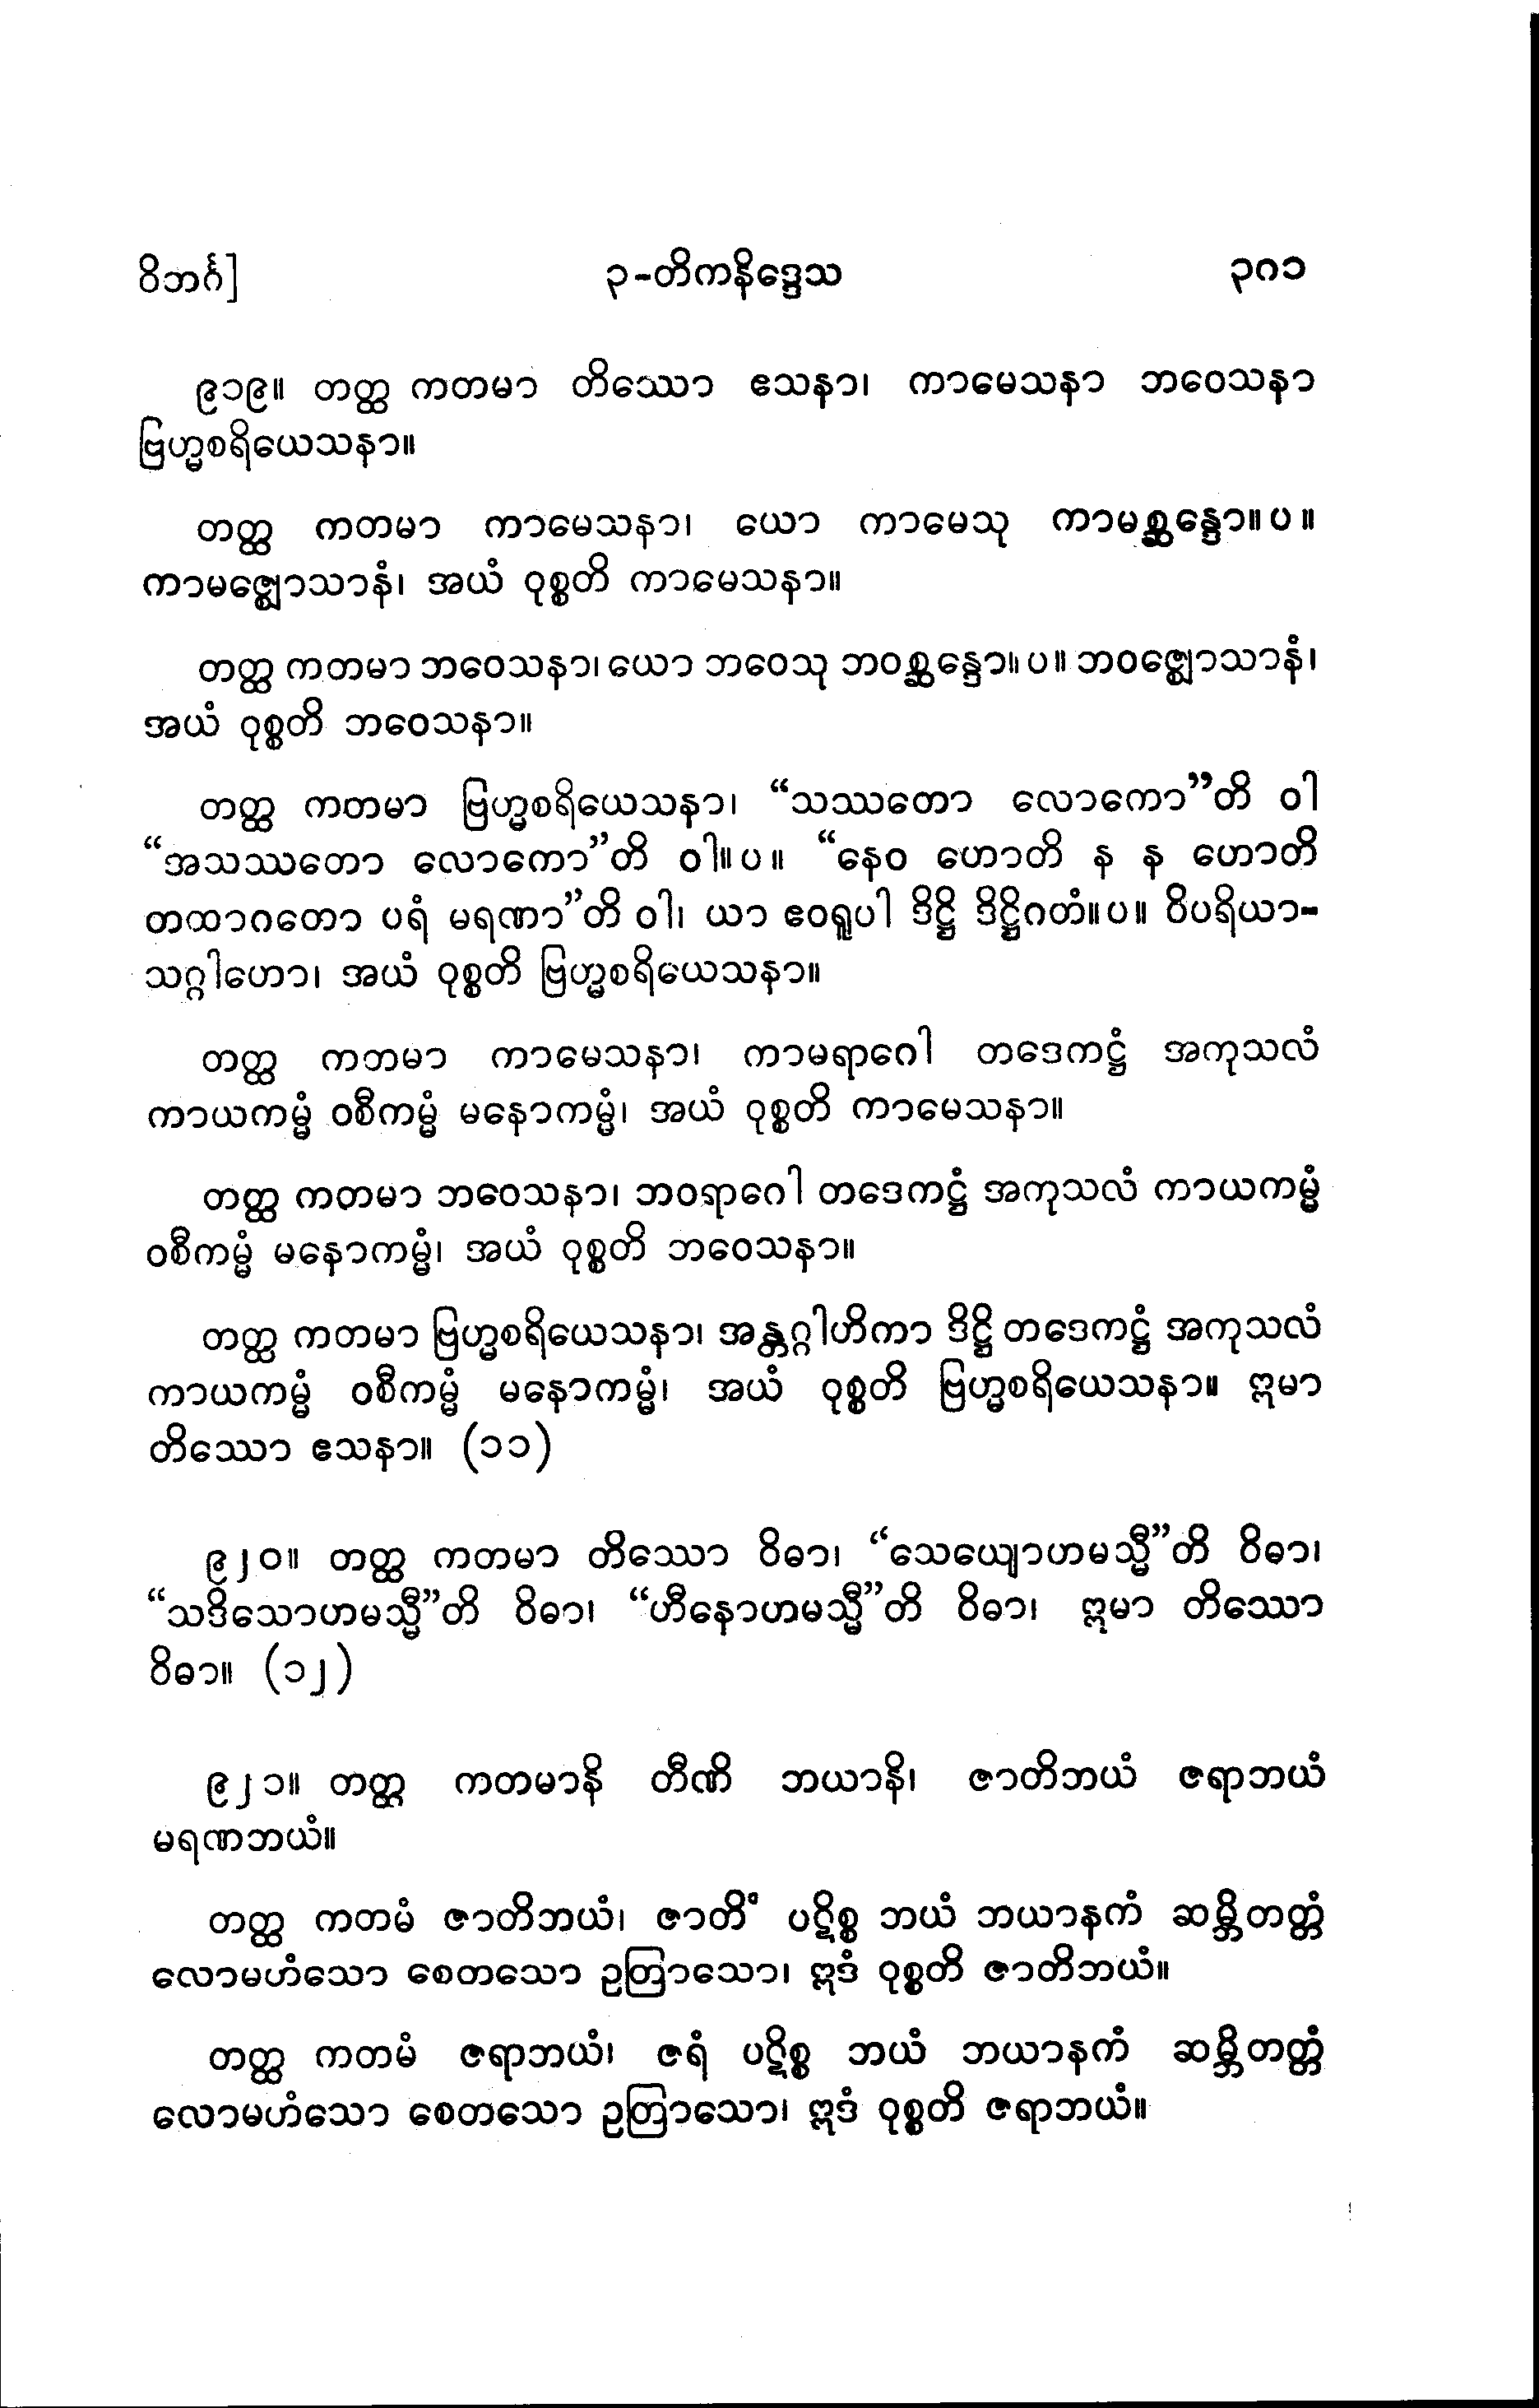 ဝိဘင်္ဂ]
၃-တိကနိဒ္ဒေသ
၃၈၁
၉၁၉။ တတ္ထ ကတမာ တိဿော ဧသနာ၊ ကာမေသနာ ဘဝေသနာ
ဗြဟ္မစရိယေသနာ။
တတ္ထ ကတမာ ကာမေသနာ၊ ယော ကာမေသု ကာမစ္ဆန္ဒော။ပ။
ကာမဇ္ဈောသာနံ၊ အယံ ဝုစ္စတိ ကာမေသနာ။
တတ္ထ ကတမာ ဘဝေသနာ၊ ယော ဘဝေသု ဘဝစ္ဆန္ဒော။ပ။ ဘဝဇ္ဈောသာနံ၊
အယံ ဝုစ္စတိ ဘဝေသနာ။
တတ္ထ ကတမာ ဗြဟ္မစရိယေသနာ၊ “သဿတော လောကော”တိ ဝါ
“အသဿတော လောကော”တိ ဝါ။ပ။ “နေဝ ဟောတိ န န ဟောတိ
တထာဂတော ပရံ မရဏာ”တိ ဝါ၊ ယာ ဧဝရူပါ ဒိဋ္ဌိ ဒိဋ္ဌိဂတံ။ပ။ ဝိပရိယာ-
သဂ္ဂါဟော၊ အယံ ဝုစ္စတိ ဗြဟ္မစရိယေသနာ။
တတ္ထ ကတမာ ကာမေသနာ၊ ကာမရာဂေါ တဒေကဋ္ဌံ အကုသလံ
ကာယကမ္မံ ဝစီကမ္မံ မနောကမ္မံ၊ အယံ ဝုစ္စတိ ကာမေသနာ။
တတ္ထ ကတမာ ဘဝေသနာ၊ ဘဝရာဂေါ တဒေကဋ္ဌံ အကုသလံ ကာယကမ္မံ
ဝစီကမ္မံ မနောကမ္မံ၊ အယံ ဝုစ္စတိ ဘဝေသနာ။
တတ္ထ ကတမာ ဗြဟ္မစရိယေသနာ၊ အန္တဂ္ဂါဟိကာ ဒိဋ္ဌိ တဒေကဋ္ဌံ အကုသလံ
ကာယကမ္မံ ဝစီကမ္မံ မနောကမ္မံ၊ အယံ ဝုစ္စတိ ဗြဟ္မစရိယေသနာ။ ဣမာ
တိဿော ဧသနာ။ (၁၁)
၉၂၀။ တတ္ထ ကတမာ တိဿော ဝိဓာ၊ “သေယျောဟမသ္မီ”တိ ဝိဓာ၊
“သဒိသောဟမသ္မီ”တိ ဝိဓာ၊ “ဟီနောဟမသ္မီ”တိ ဝိဓာ၊ ဣမာ တိဿော
ဝိဓာ။ (၁၂)
၉၂၁။ တတ္ထ ကတမာနိ တီဏိ ဘယာနိ၊ ဇာတိဘယံ ဇရာဘယံ
မရဏဘယံ။
တတ္ထ ကတမံ ဇာတိဘယံ၊ ဇာတိံ ပဋိစ္စ ဘယံ ဘယာနကံ ဆမ္ဘိတတ္တံ
လောမဟံသော စေတသော ဥတြာသော၊ ဣဒံ ဝုစ္စတိ ဇာတိဘယံ။
တတ္ထ ကတမံ ဇရာဘယံ၊ ဇရံ ပဋိစ္စ ဘယံ ဘယာနကံ ဆမ္ဘိတတ္တံ
လောမဟံသော စေတသော ဥတြာသော၊ ဣဒံ ဝုစ္စတိ ဇရာဘယံ။